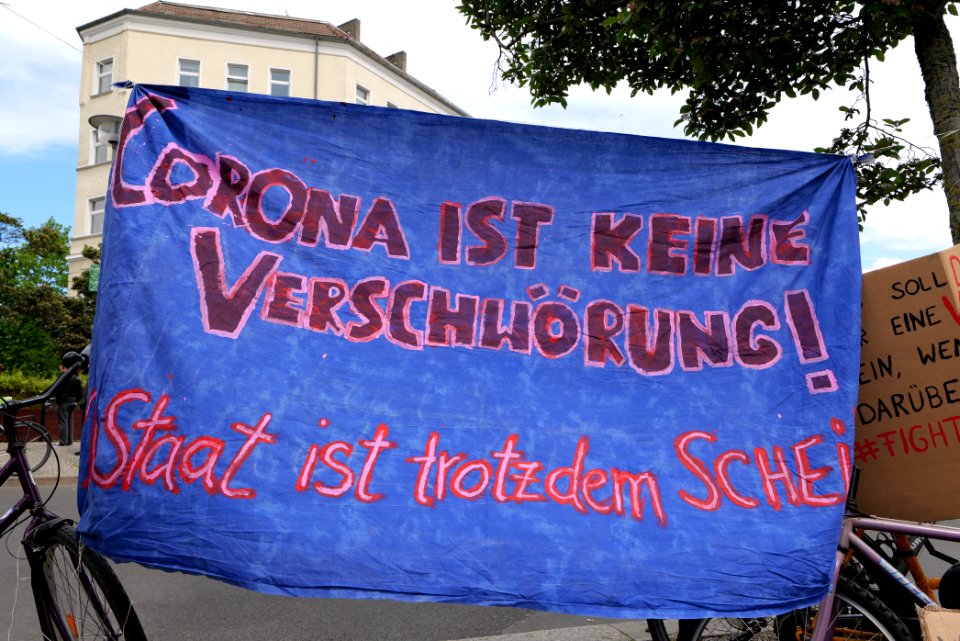 CORONA IST KEINE
VERSCHWÖRUNG!
Staat ist trotzdem SCHEI
SOLL
EINE
EIN, WEN
DARÜBE
#FIGHT